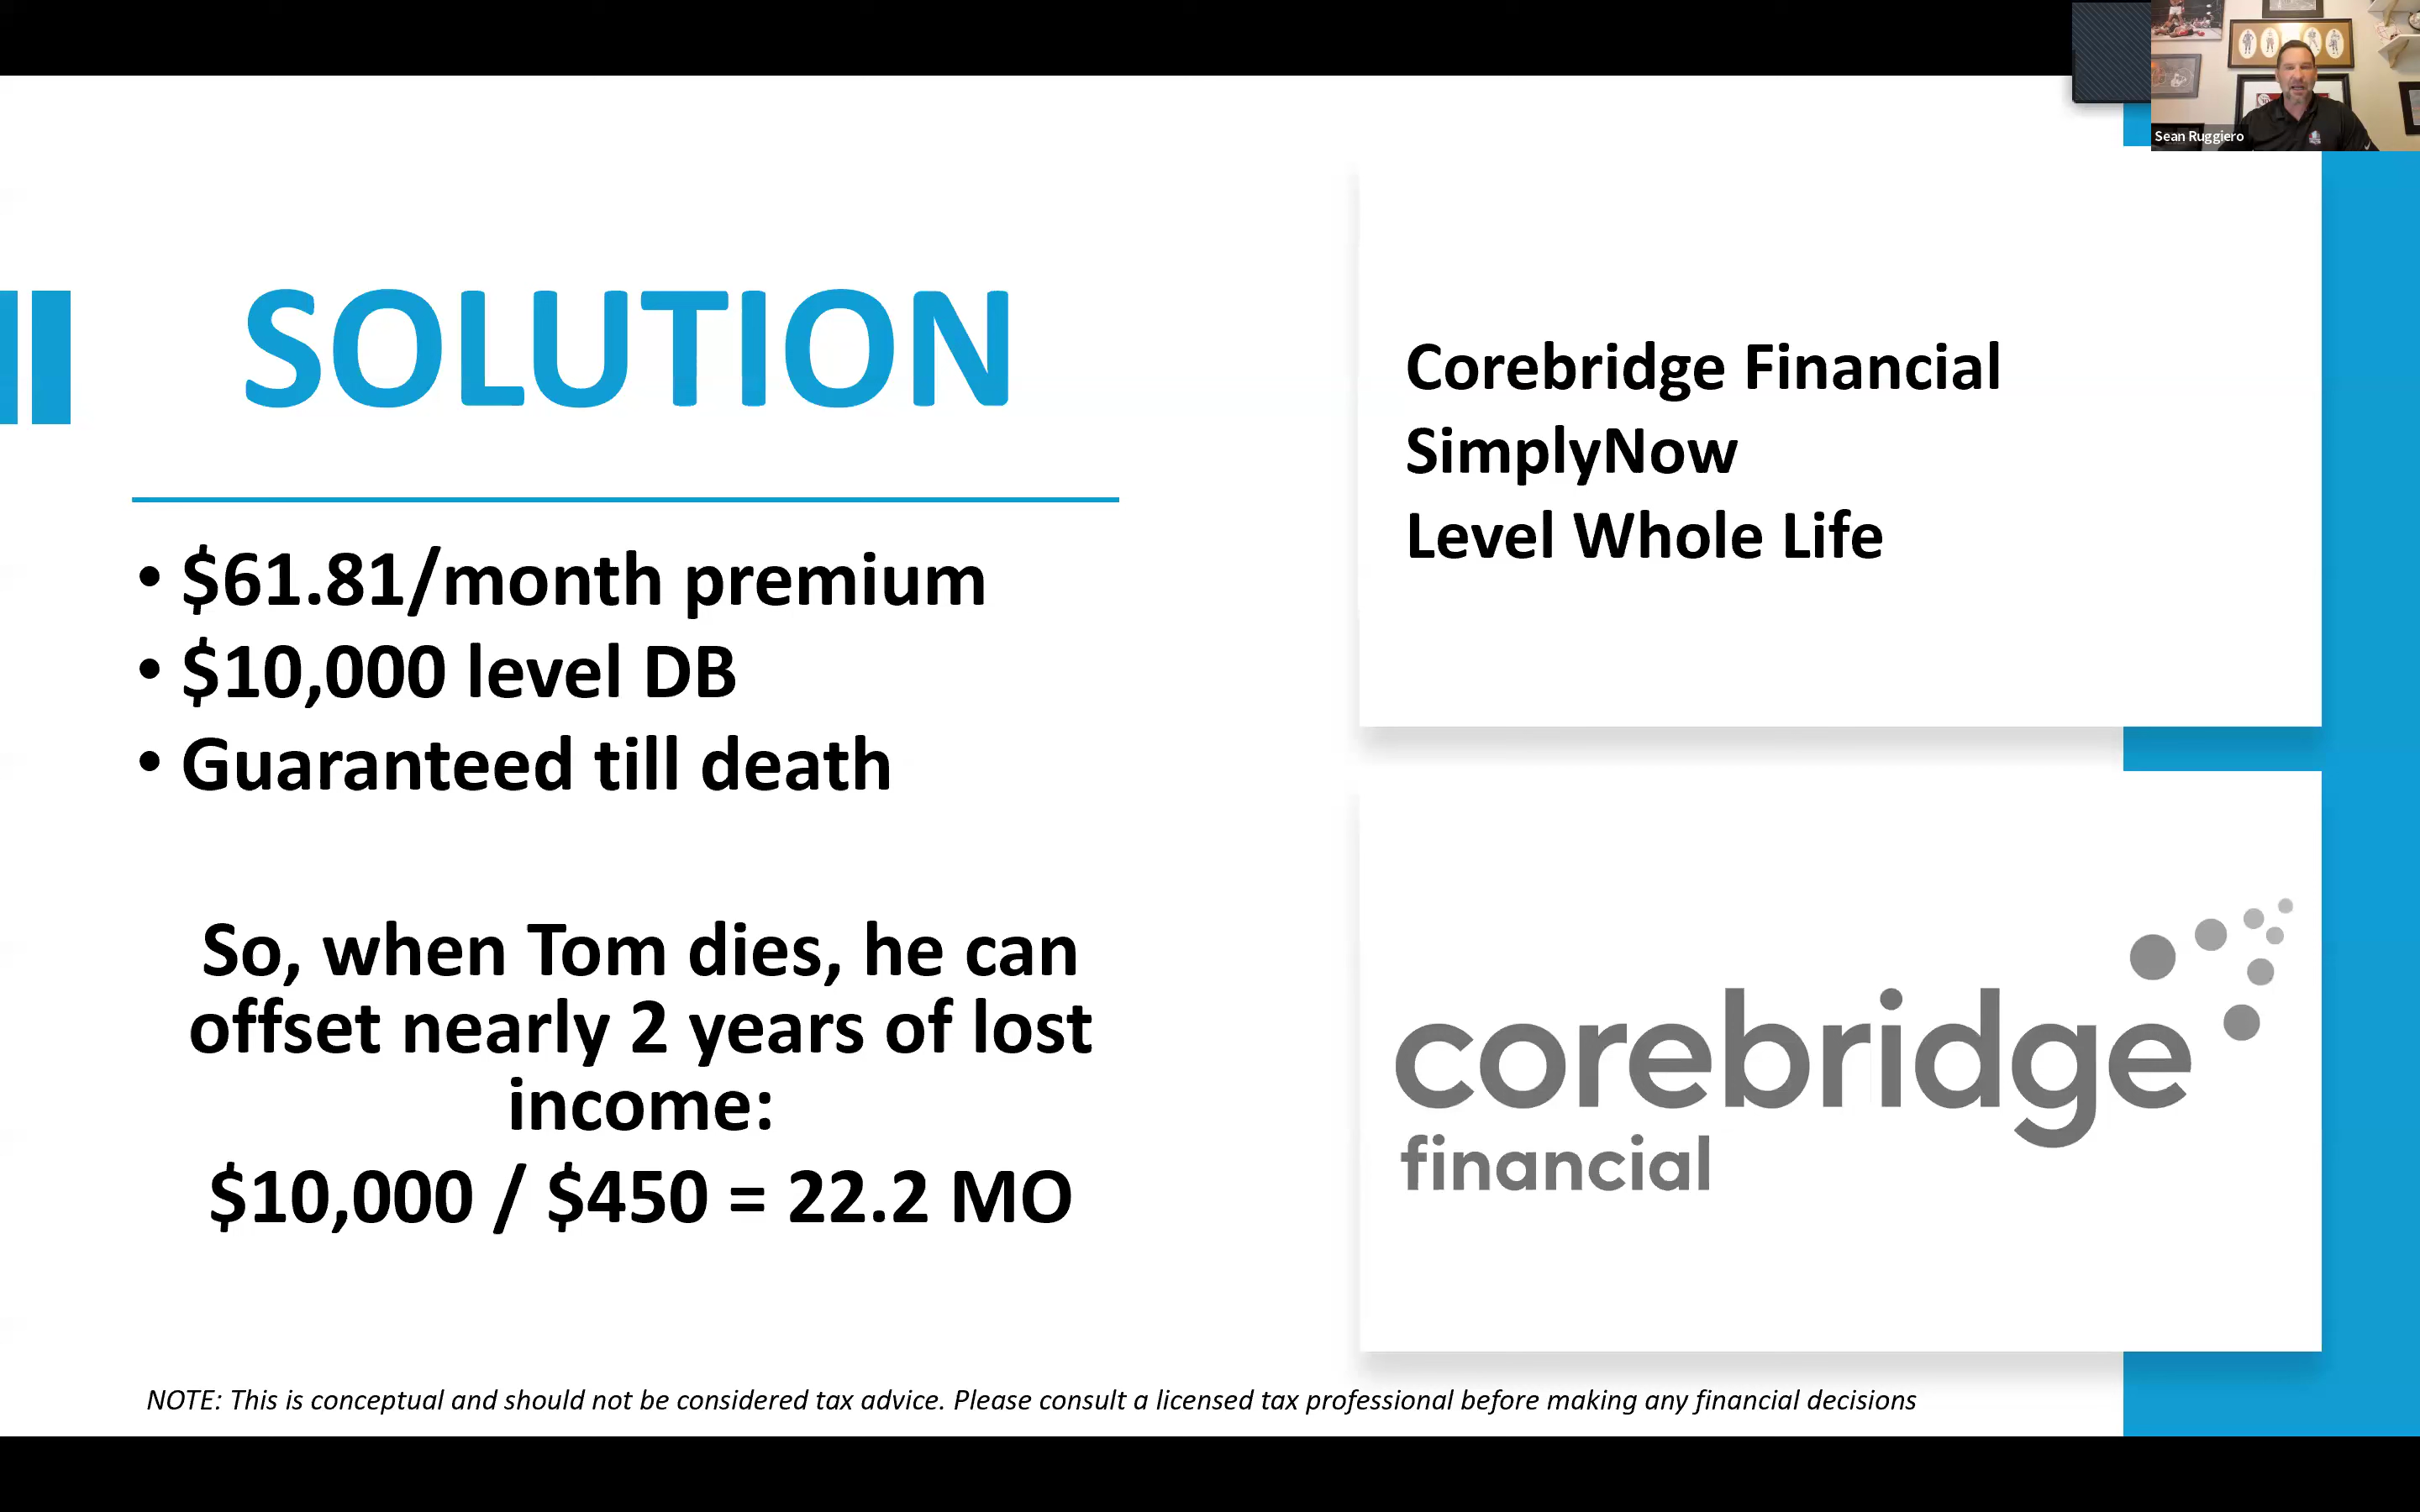 Sean Ruggiero
SOLUTION
• $61.81/month premium
• $10,000 level DB
• Guaranteed till death
So, when Tom dies, he can
offset nearly 2 years of lost
income:
$10,000 / $450 = 22.2 MO
Corebridge Financial
SimplyNow
Level Whole Life
corebridge
financial
NOTE: This is conceptual and should not be considered tax advice. Please consult a licensed tax professional before making any financial decisions